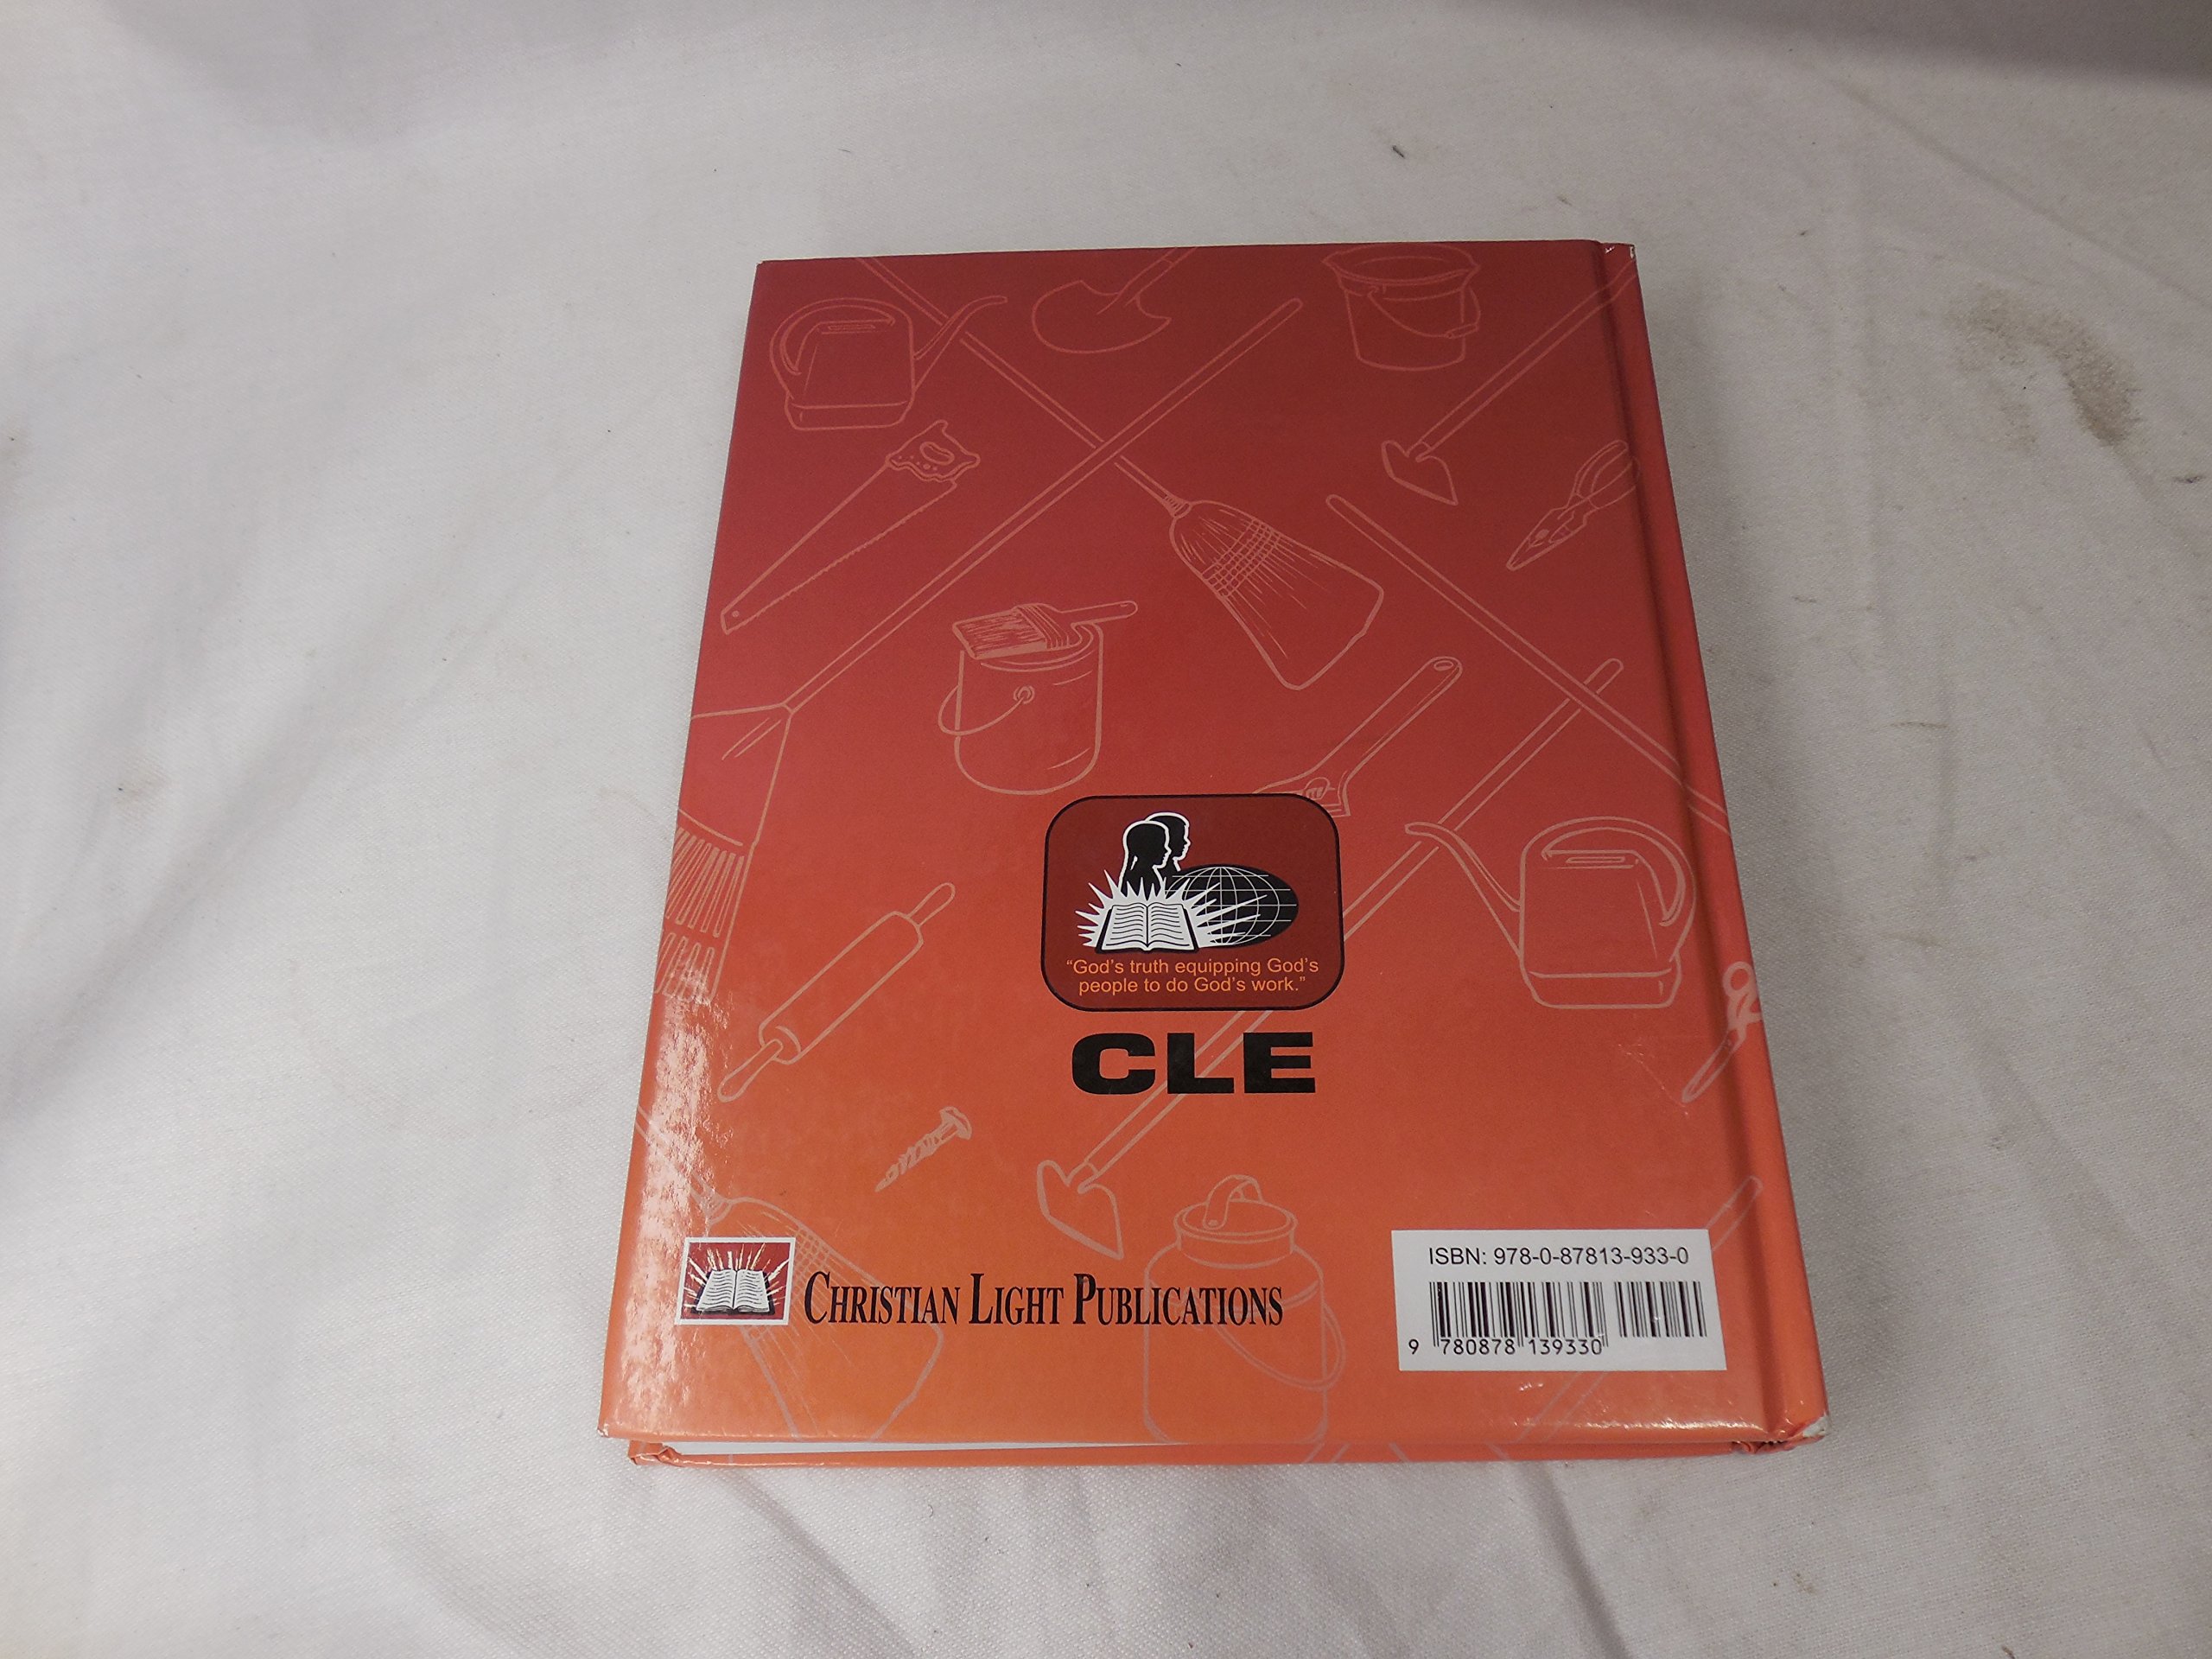 “God’s truth equipping God’s
people to do God’s work.”
CLE
CHRISTIAN LIGHT PUBLICATIONS
ISBN: 978-0-87813-933-0
9 780878 139330